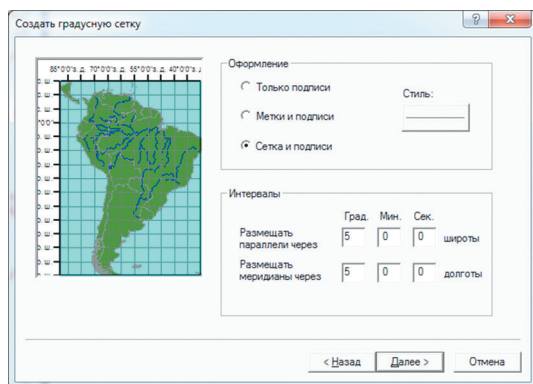 Создать градусную сетку
85°0'0"з. д. 70°0'0"з. д. 55°0'0"з. д. 40°0'0"з. д.
Оформление
Только подписи
Метки и подписи
Сетка и подписи
Стиль:
Интервалы
Град. Мин. Сек.
Размещать
параллели через
5 0 0 широты
Размещать
меридианы через
5 0 0 долготы
< Назад
Далее >
Отмена